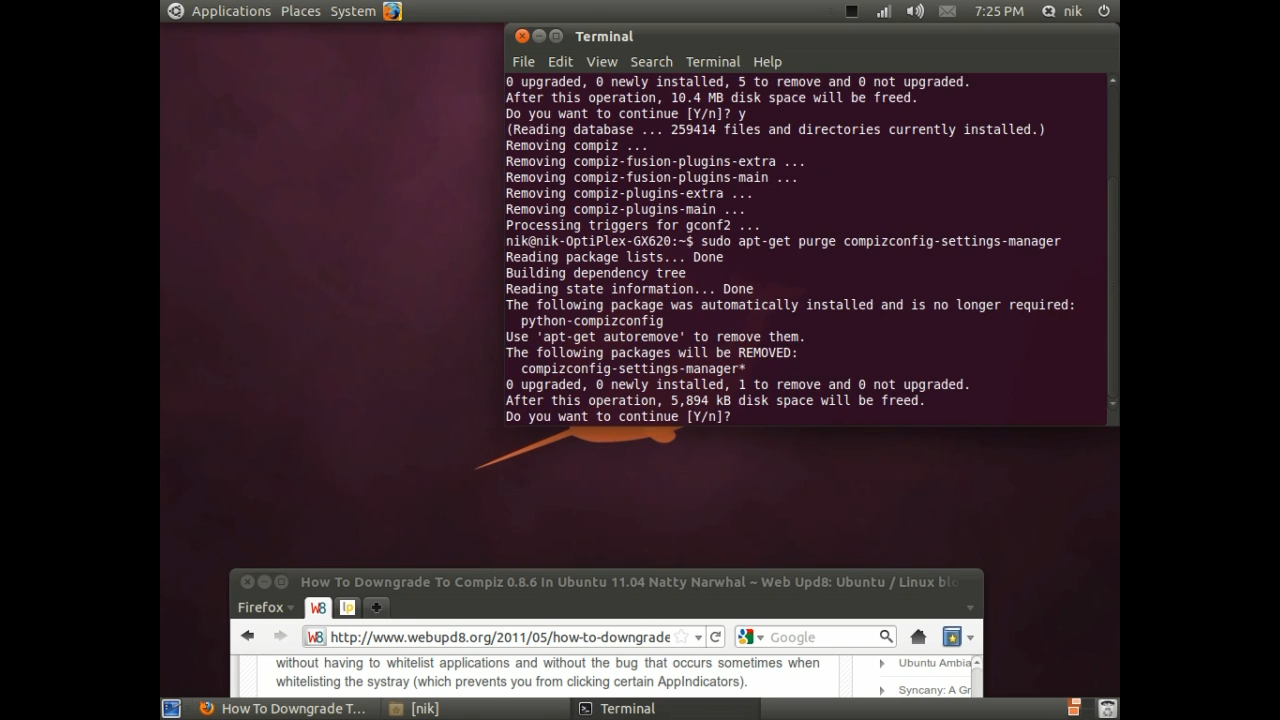 Applications Places System 7:25 PM nik
Terminal
File Edit View Search Terminal Help
0 upgraded, 0 newly installed, 5 to remove and 0 not upgraded.
After this operation, 10.4 MB disk space will be freed.
Do you want to continue [Y/n]? y
(Reading database ... 259414 files and directories currently installed.)
Removing compiz ...
Removing compiz-fusion-plugins-extra ...
Removing compiz-fusion-plugins-main ...
Removing compiz-plugins-extra ...
Removing compiz-plugins-main ...
Processing triggers for gconf2 ...
nik@nik-OptiPlex-GX620:~$ sudo apt-get purge compizconfig-settings-manager
Reading package lists... Done
Building dependency tree
Reading state information... Done
The following package was automatically installed and is no longer required:
python-compizconfig
Use 'apt-get autoremove' to remove them.
The following packages will be REMOVED:
compizconfig-settings-manager*
0 upgraded, 0 newly installed, 1 to remove and 0 not upgraded.
After this operation, 5,894 kB disk space will be freed.
Do you want to continue [Y/n]?
How To Downgrade To Compiz 0.8.6 In Ubuntu 11.04 Natty Narwhal ~ Web Upd8: Ubuntu / Linux blo
Firefox W8 lp
W8 http://www.webupd8.org/2011/05/how-to-downgrade Google
without having to whitelist applications and without the bug that occurs sometimes when
whitelisting the systray (which prevents you from clicking certain AppIndicators).
Ubuntu Ambia
Syncany: A Gr
How To Downgrade T... [nik] Terminal